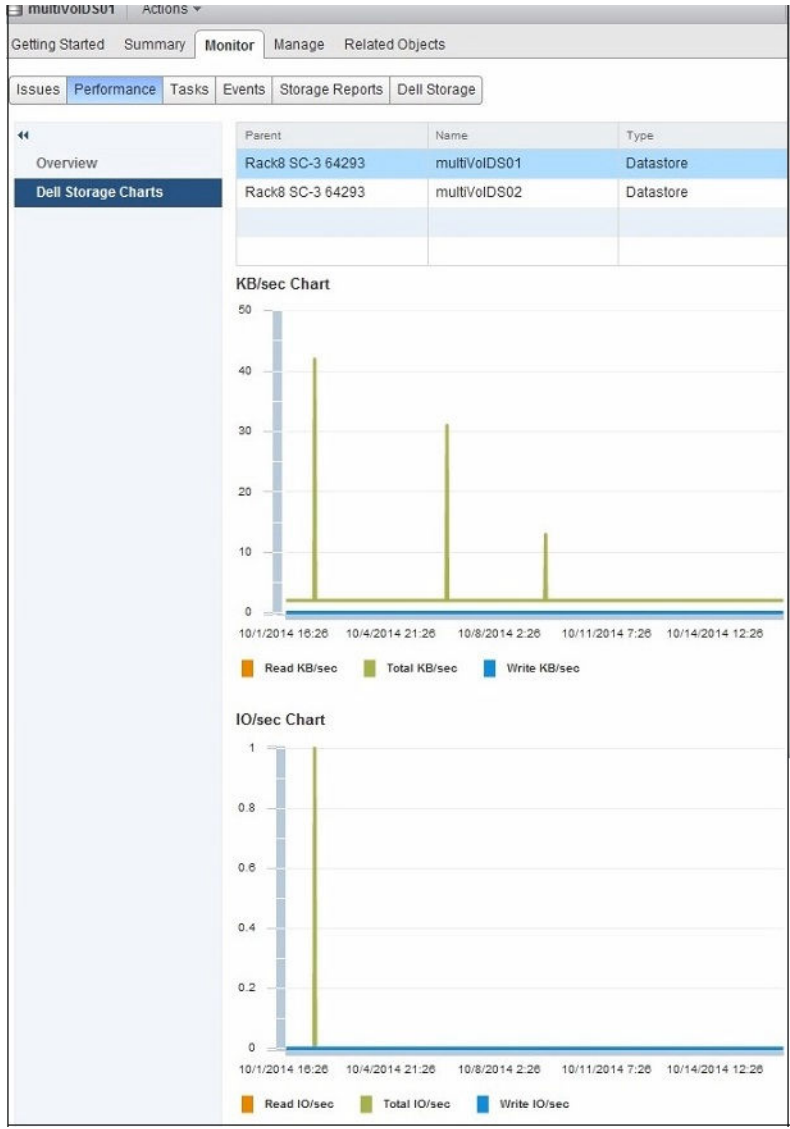 multiVolDS01 Actions
Getting Started Summary Monitor Manage Related Objects
Issues Performance Tasks Events Storage Reports Dell Storage
Overview
Dell Storage Charts
Parent Name Type
Rack8 SC-3 64293 multiVolDS01 Datastore
Rack8 SC-3 64293 multiVolDS02 Datastore
KB/sec Chart
50
40
30
20
10
0
10/1/2014 16:26 10/4/2014 21:26 10/8/2014 2:26 10/11/2014 7:26 10/14/2014 12:26
Read KB/sec Total KB/sec Write KB/sec
IO/sec Chart
1
0.8
0.6
0.4
0.2
0
10/1/2014 16:26 10/4/2014 21:26 10/8/2014 2:26 10/11/2014 7:26 10/14/2014 12:26
Read IO/sec Total IO/sec Write IO/sec